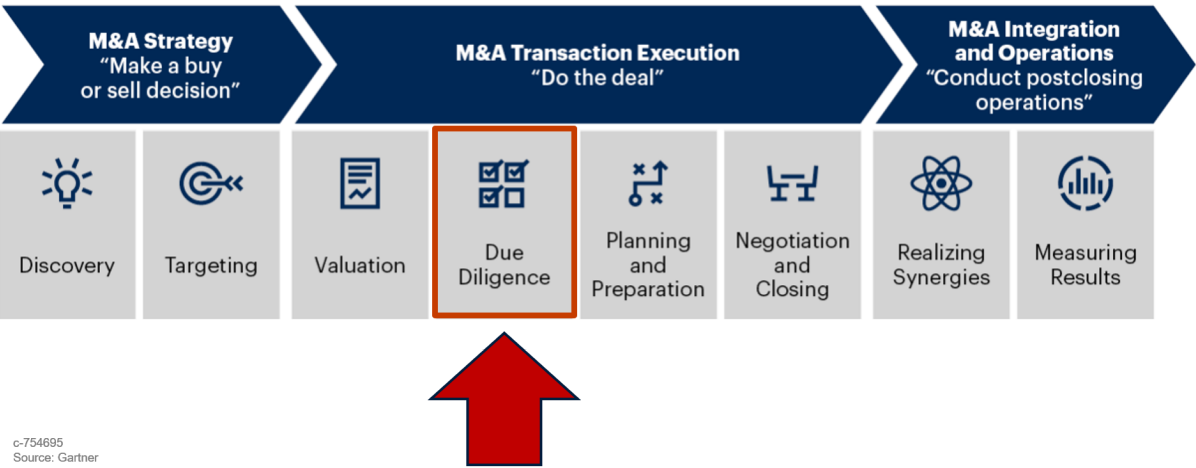 M&A Strategy
“Make a buy
or sell decision”
M&A Transaction Execution
“Do the deal”
M&A Integration
and Operations
“Conduct postclosing
operations”
Discovery
Targeting
Valuation
Due
Diligence
Planning
and
Preparation
Negotiation
and
Closing
Realizing
Synergies
Measuring
Results
c-754695
Source: Gartner